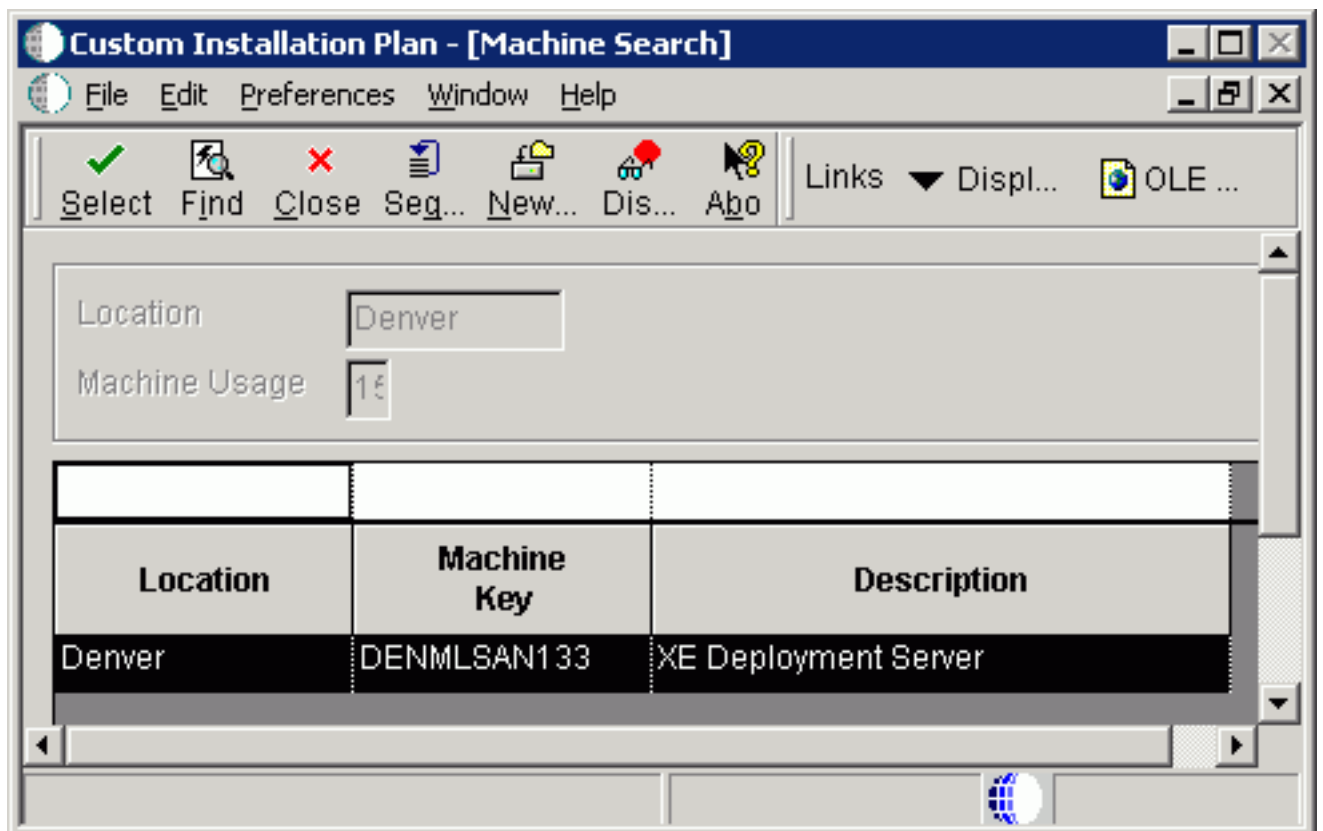 Custom Installation Plan - [Machine Search]
File Edit Preferences Window Help
Select Find Close Seq... New... Dis... Abo Links Displ... OLE ...
Location Denver
Machine Usage 15
Location Machine Key Description
Denver DENMLSAN133 XE Deployment Server